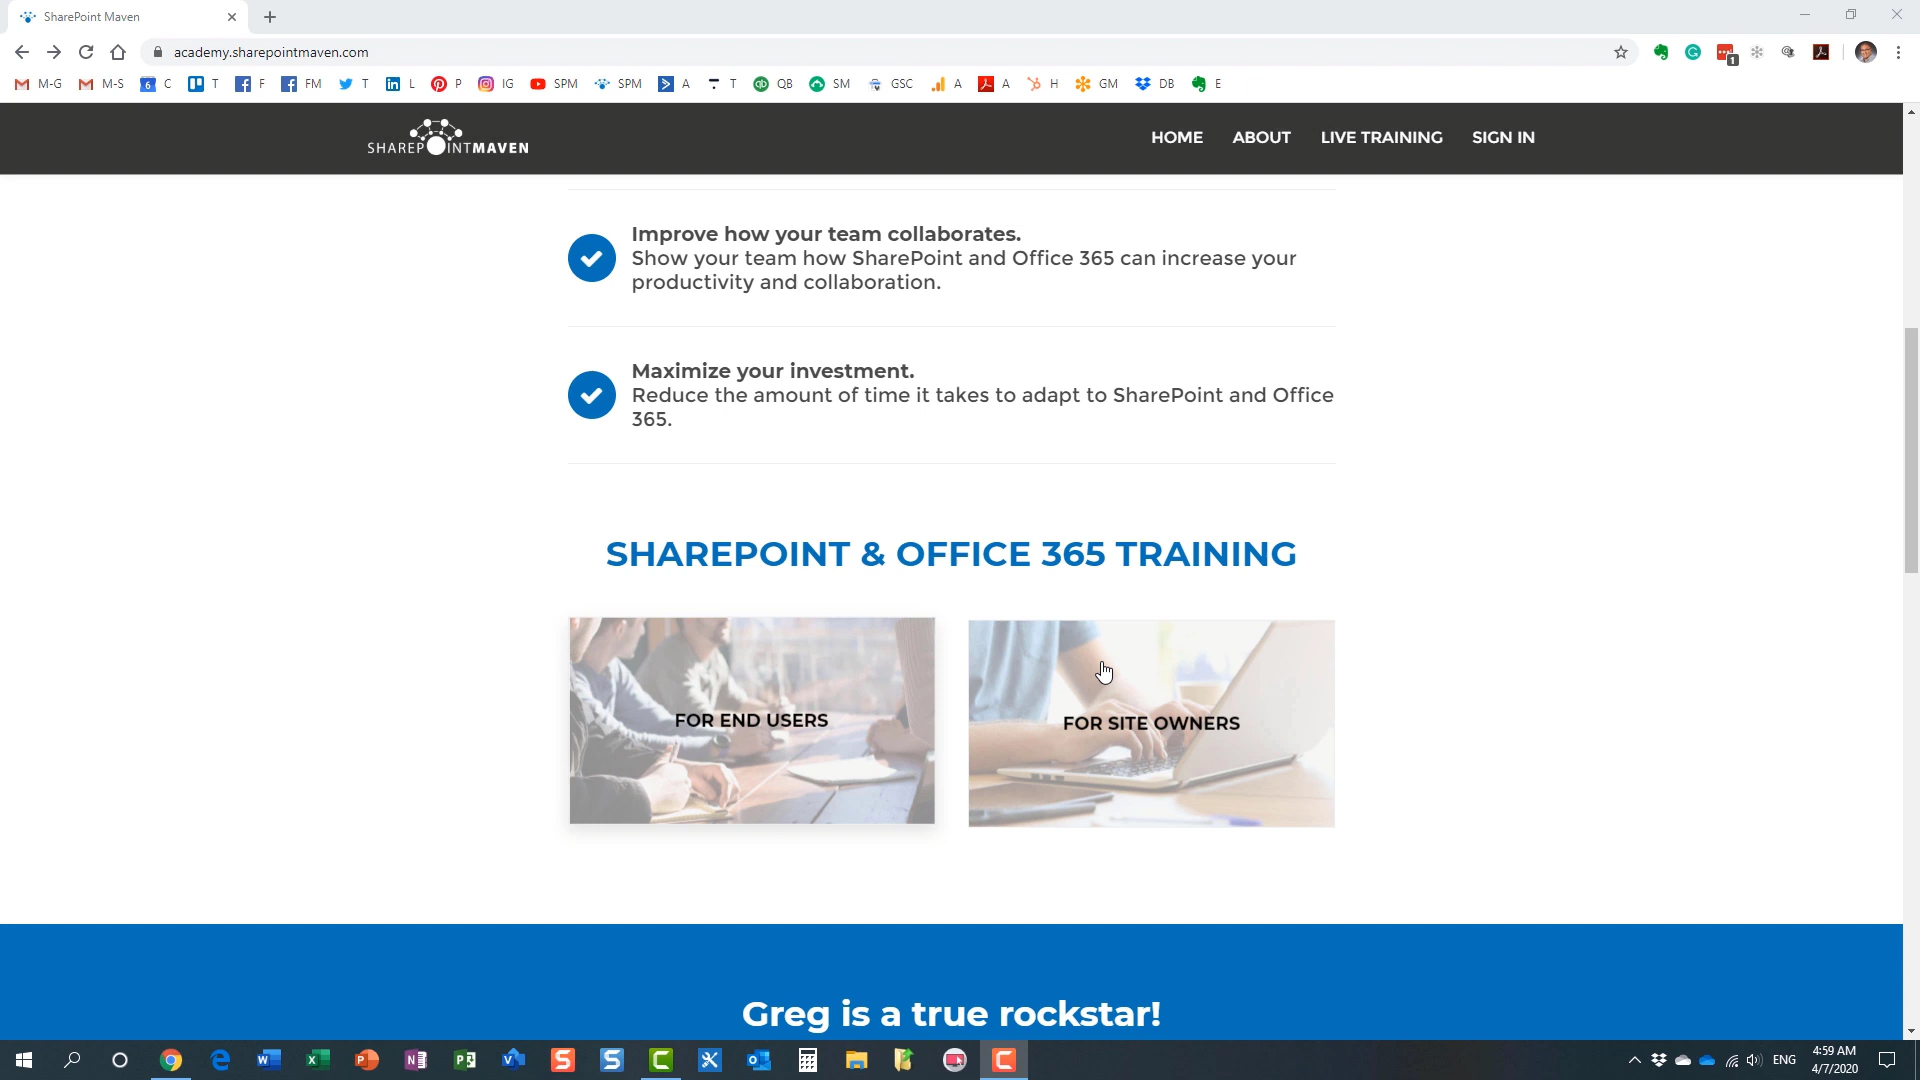 SharePoint Maven
academy.sharepointmaven.com
1
M-G M-S 6 C T F FM T L P IG SPM SPM A T QB SM GSC A A H GM DB E
SHAREPOINTMAVEN
HOME ABOUT LIVE TRAINING SIGN IN
Improve how your team collaborates.
Show your team how SharePoint and Office 365 can increase your
productivity and collaboration.
Maximize your investment.
Reduce the amount of time it takes to adapt to SharePoint and Office
365.
SHAREPOINT & OFFICE 365 TRAINING
FOR END USERS
FOR SITE OWNERS
Greg is a true rockstar!
ENG
4:59 AM
4/7/2020